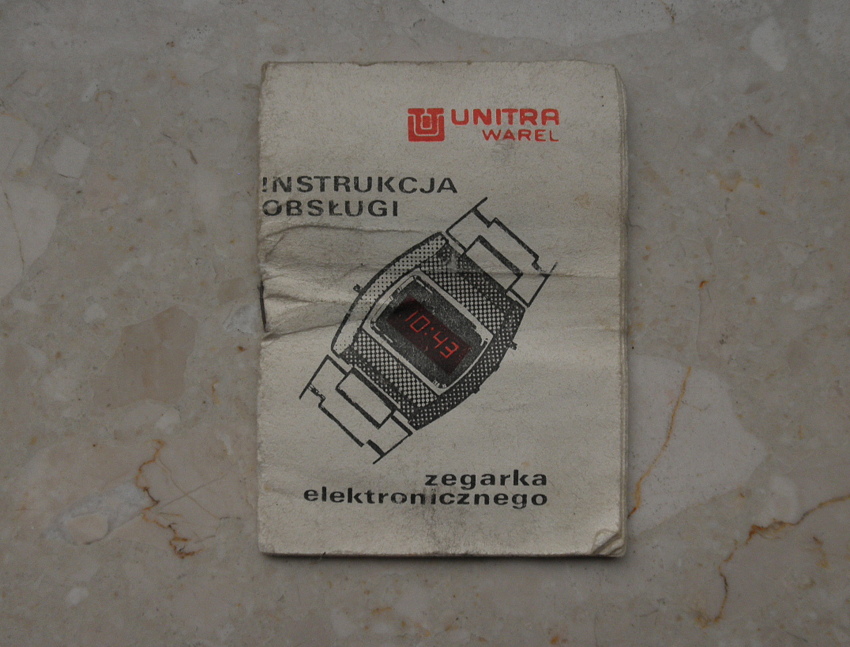 UNITRA
WAREL
INSTRUKCJA
OBSŁUGI
10:43
zegarka
elektronicznego